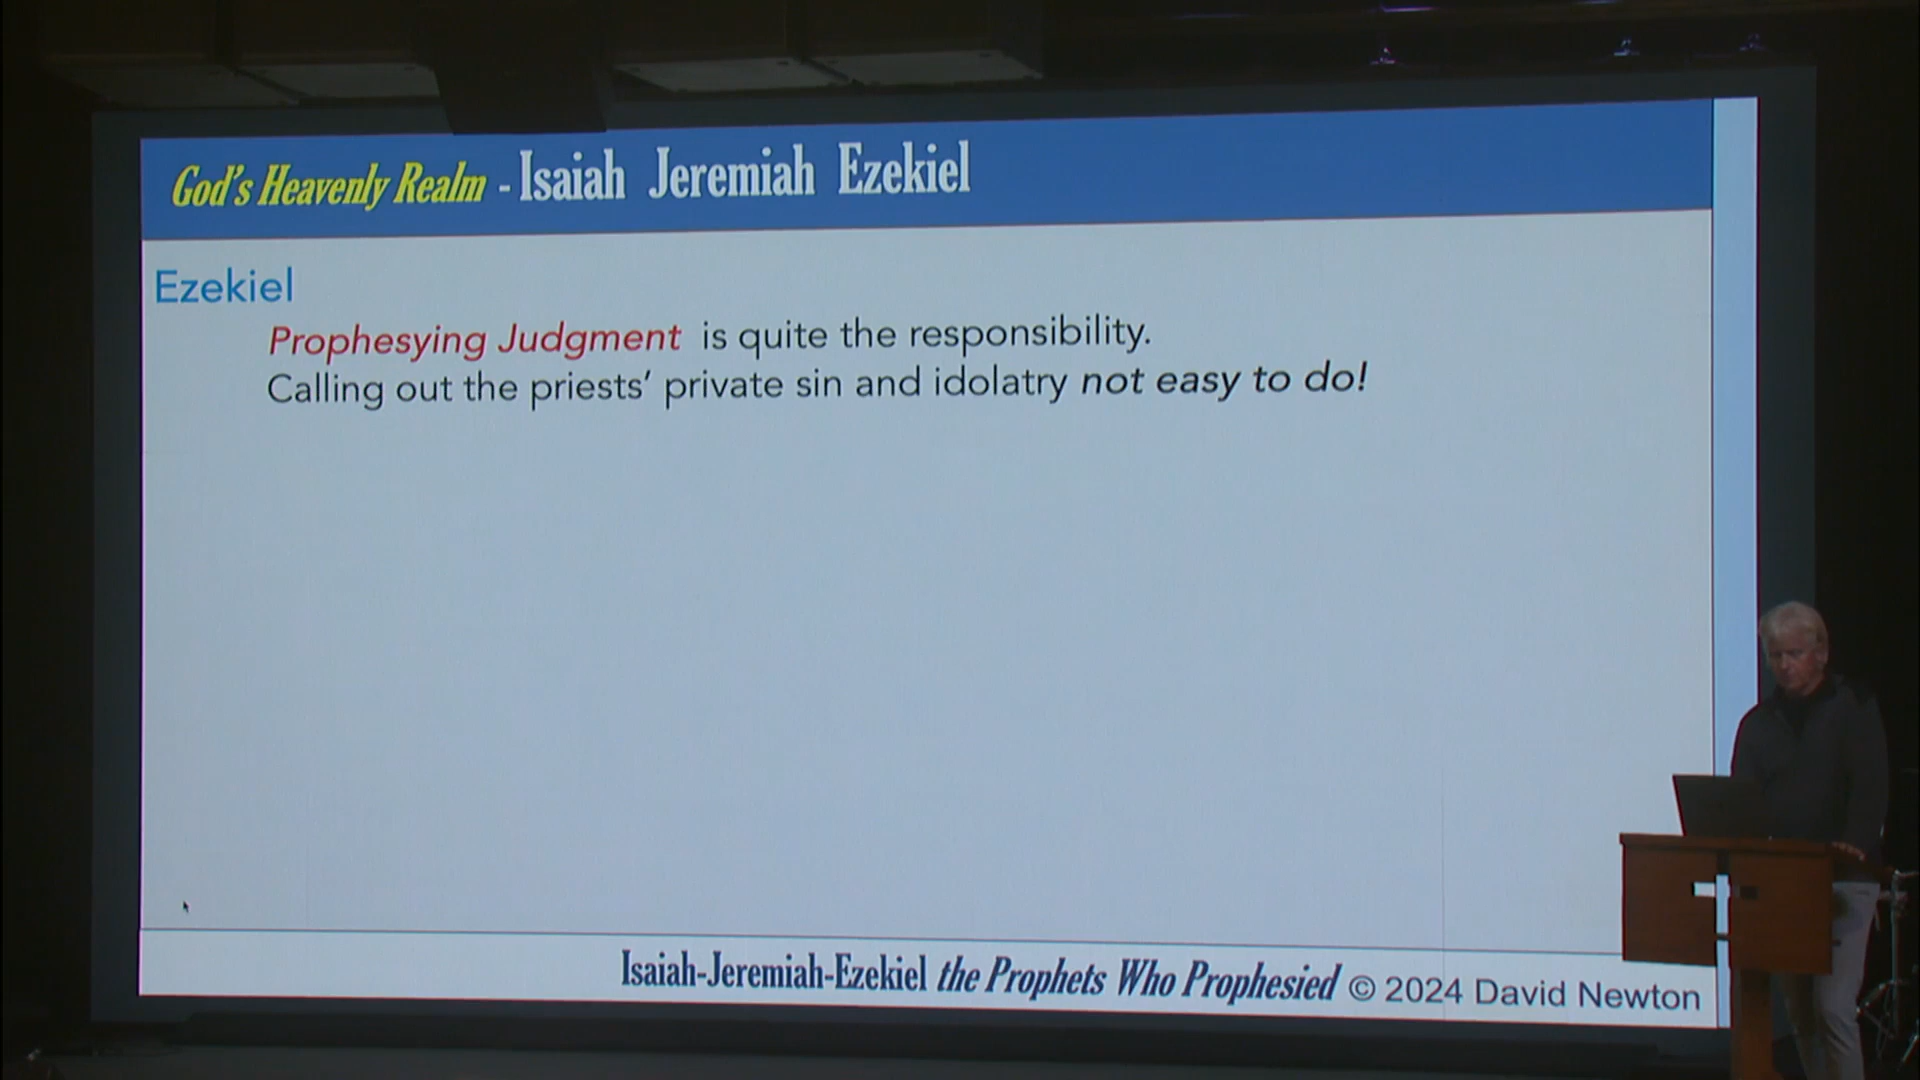 God's Heavenly Realm - Isaiah Jeremiah Ezekiel
Ezekiel
Prophesying Judgment is quite the responsibility.
Calling out the priests' private sin and idolatry not easy to do!
Isaiah-Jeremiah-Ezekiel the Prophets Who Prophesied © 2024 David Newton